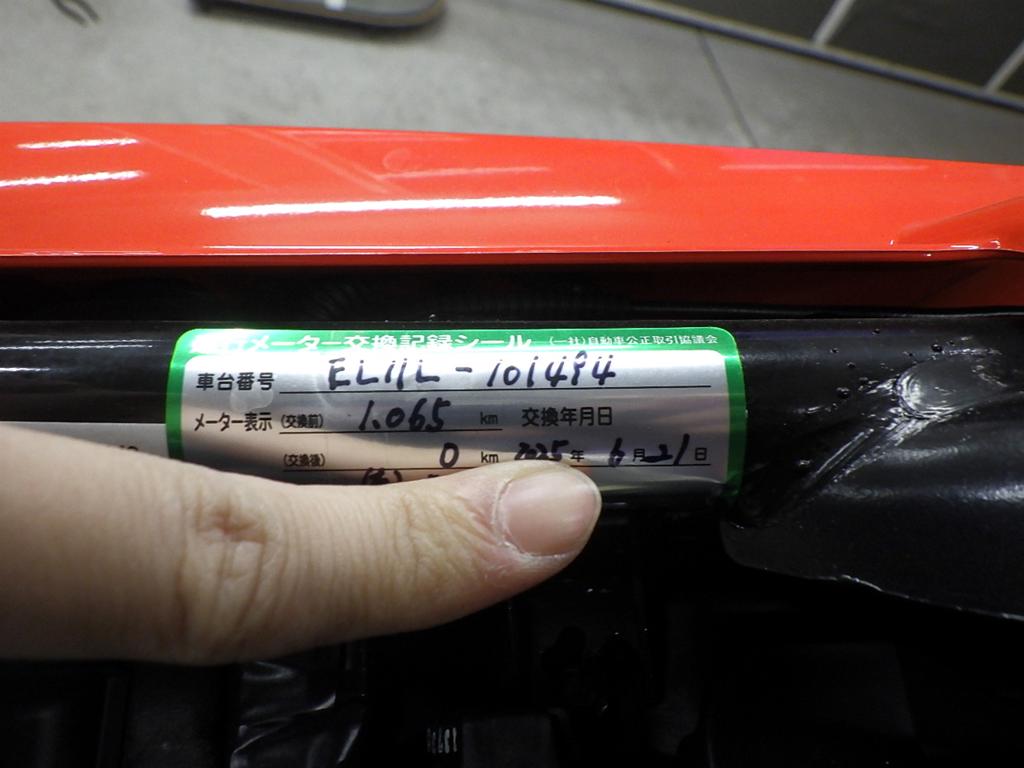 メーター交換記録シール (一社)自動車公正取引協議会
車台番号 EL11L-101494
メーター表示 (交換前) 1.065 km 交換年月日
(交換後) 0 km 2025年 6月21日